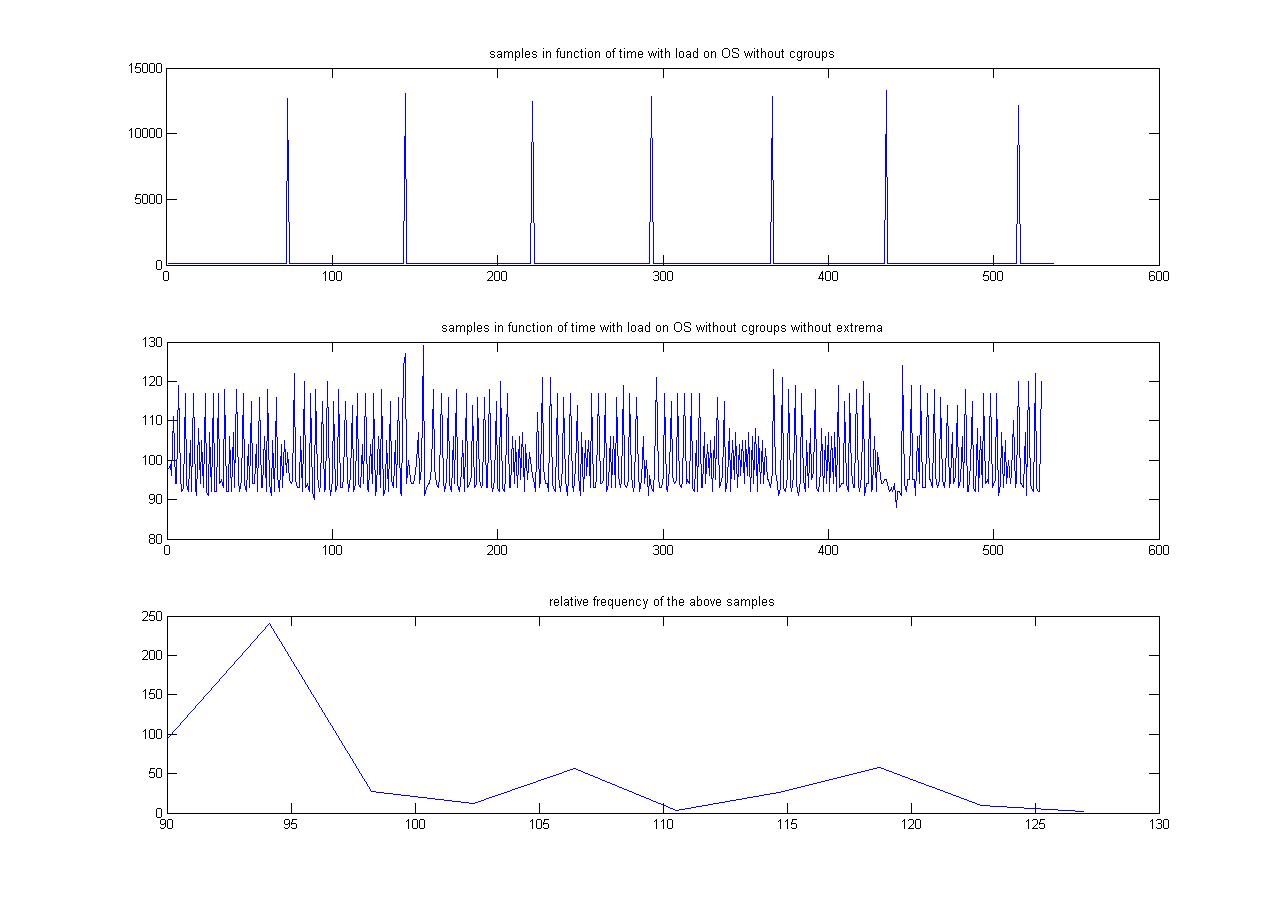 samples in function of time with load on OS without cgroups
15000
10000
5000
0
0 100 200 300 400 500 600
samples in function of time with load on OS without cgroups without extrema
130
120
110
100
90
80
0 100 200 300 400 500 600
relative frequency of the above samples
250
200
150
100
50
0
90 95 100 105 110 115 120 125 130